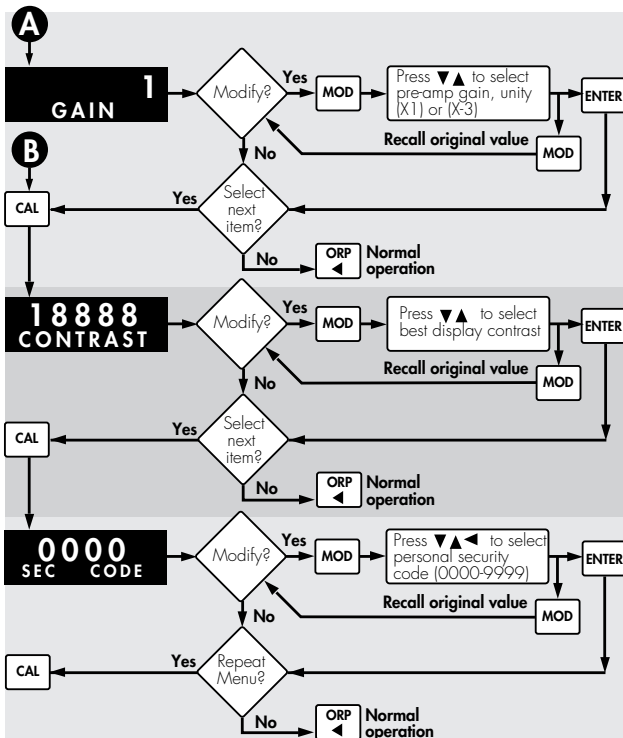 A
1
GAIN
Modify?
Yes
MOD
Press ▼▲ to select
pre-amp gain, unity
(X1) or (X-3)
ENTER
Recall original value
MOD
No
B
CAL
Yes
Select
next
item?
No
ORP
◄
Normal
operation
18888
CONTRAST
Modify?
Yes
MOD
Press ▼▲ to select
best display contrast
ENTER
Recall original value
MOD
No
CAL
Yes
Select
next
item?
No
ORP
◄
Normal
operation
0000
SEC CODE
Modify?
Yes
MOD
Press ▼▲◄ to select
personal security
code (0000-9999)
ENTER
Recall original value
MOD
No
CAL
Yes
Repeat
Menu?
No
ORP
◄
Normal
operation